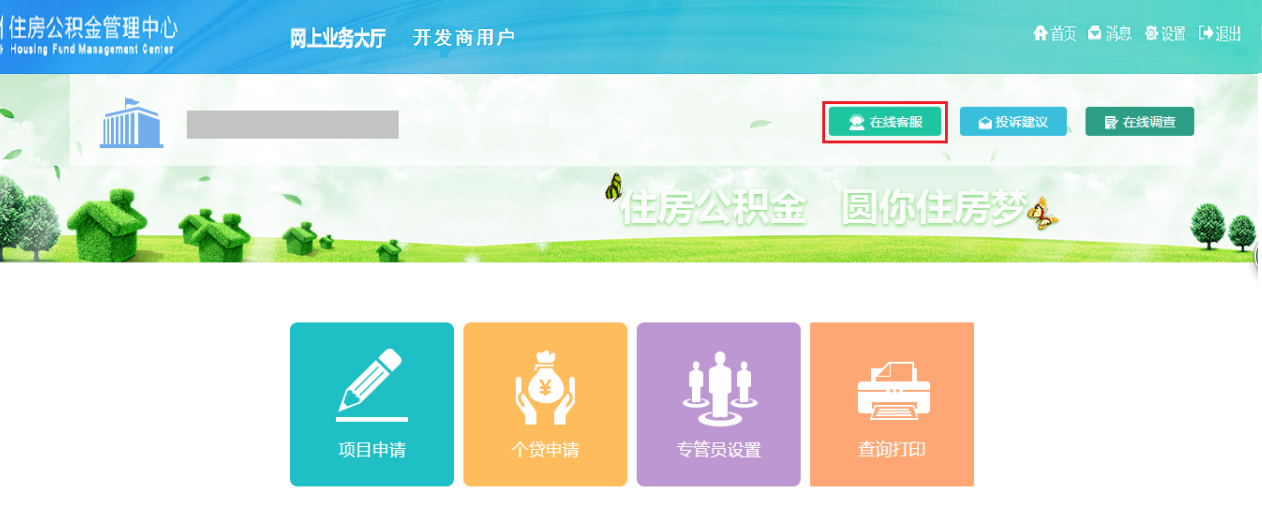 住房公积金管理中心
Housing Fund Management Center
网上业务大厅 开发商用户
首页 消息 设置 退出
在线客服 投诉建议 在线调查
住房公积金 圆你住房梦
¥
项目申请 个贷申请 专管员设置 查询打印